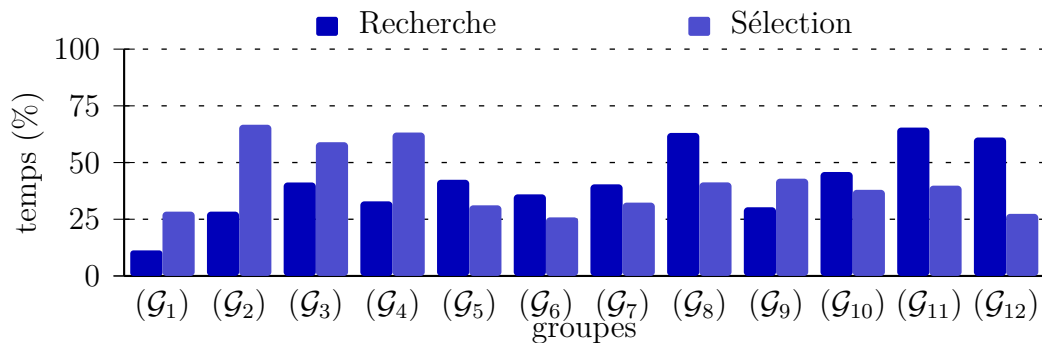 Recherche Sélection
100
75
50
25
0
temps (%)
(𝒢₁) (𝒢₂) (𝒢₃) (𝒢₄) (𝒢₅) (𝒢₆) (𝒢₇) (𝒢₈) (𝒢₉) (𝒢₁₀) (𝒢₁₁) (𝒢₁₂)
groupes